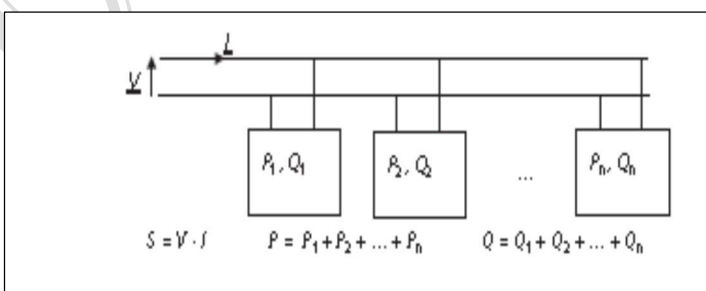 I
V
P1, Q1 P2, Q2 ... Pn, Qn
S = V · I P = P1 + P2 + ... + Pn Q = Q1 + Q2 + ... + Qn